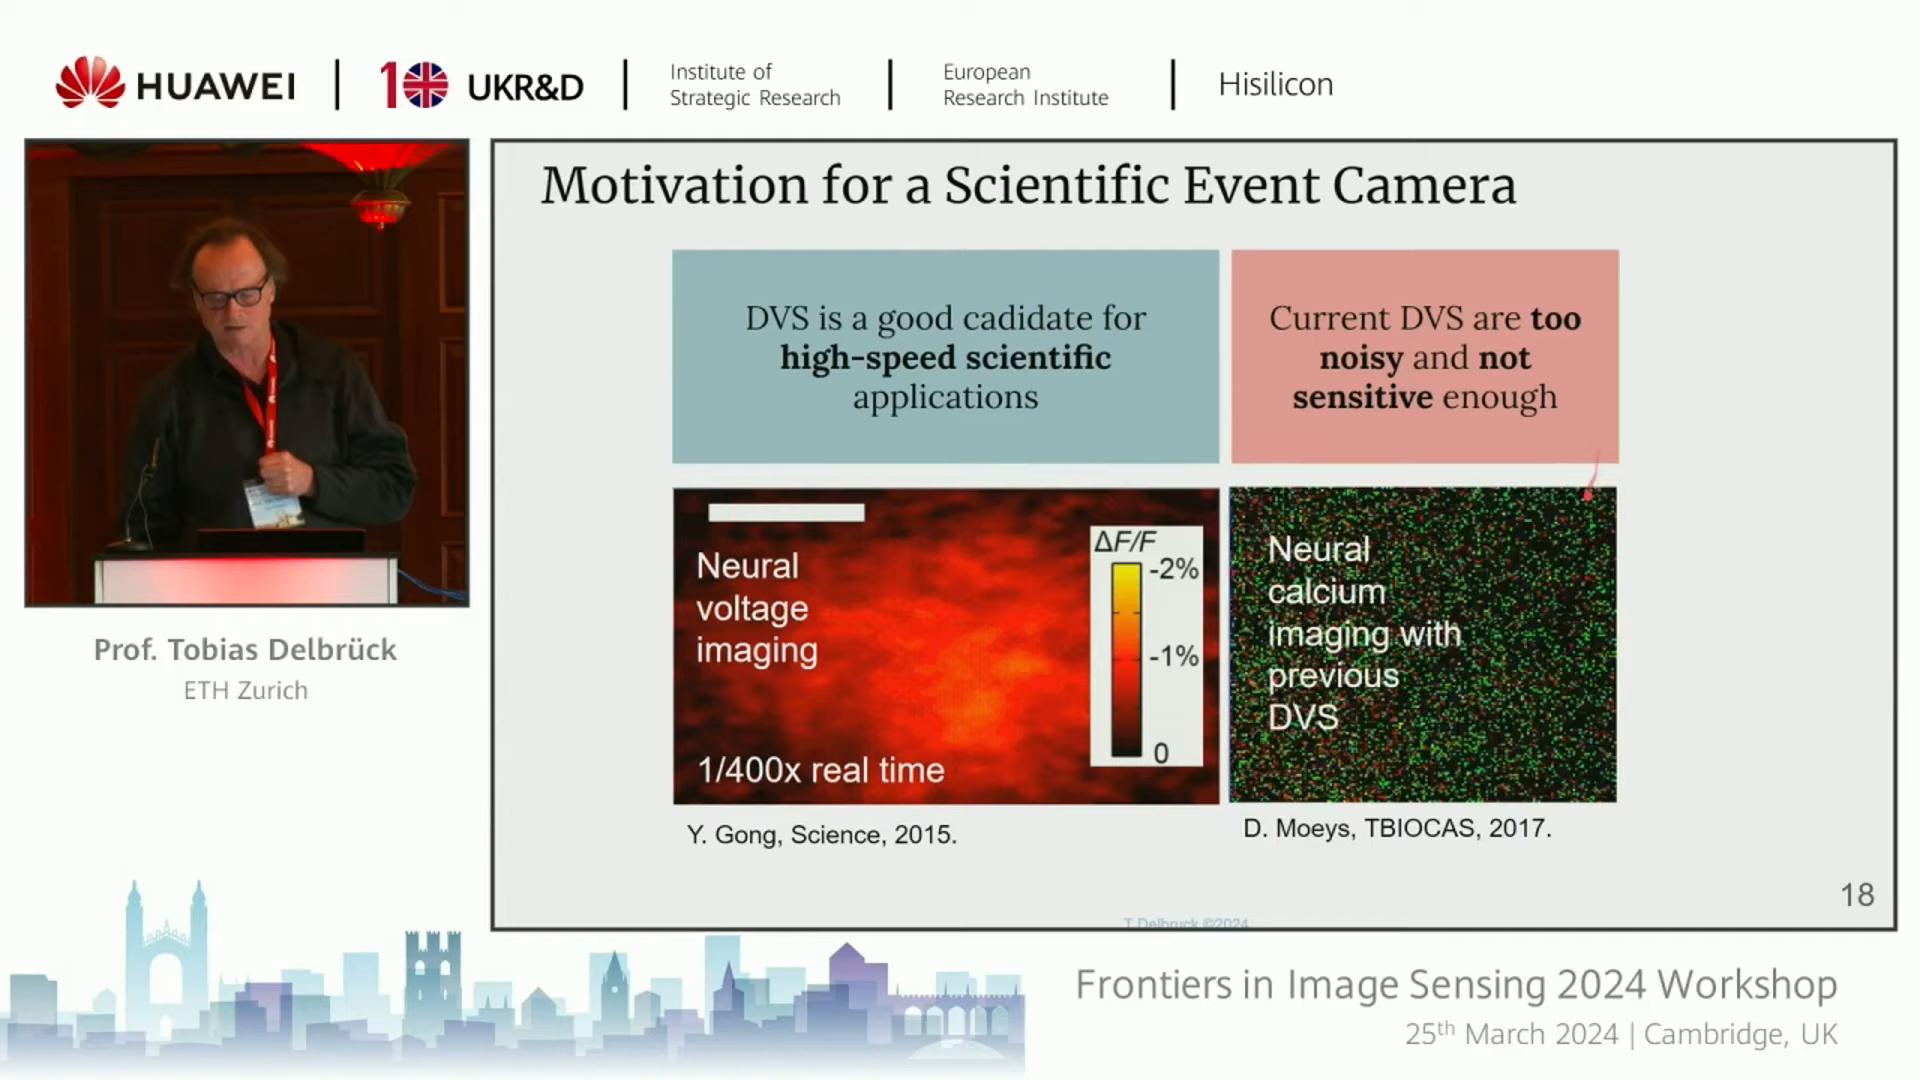 HUAWEI
10 UKR&D
Institute of
Strategic Research
European
Research Institute
Hisilicon
Motivation for a Scientific Event Camera
DVS is a good cadidate for
high-speed scientific
applications
Current DVS are too
noisy and not
sensitive enough
Neural
voltage
imaging
1/400x real time
ΔF/F
-2%
-1%
0
Neural
calcium
imaging with
previous
DVS
Y. Gong, Science, 2015.
D. Moeys, TBIOCAS, 2017.
18
T Delbruck ©2024
Prof. Tobias Delbrück
ETH Zurich
Frontiers in Image Sensing 2024 Workshop
25th March 2024 | Cambridge, UK